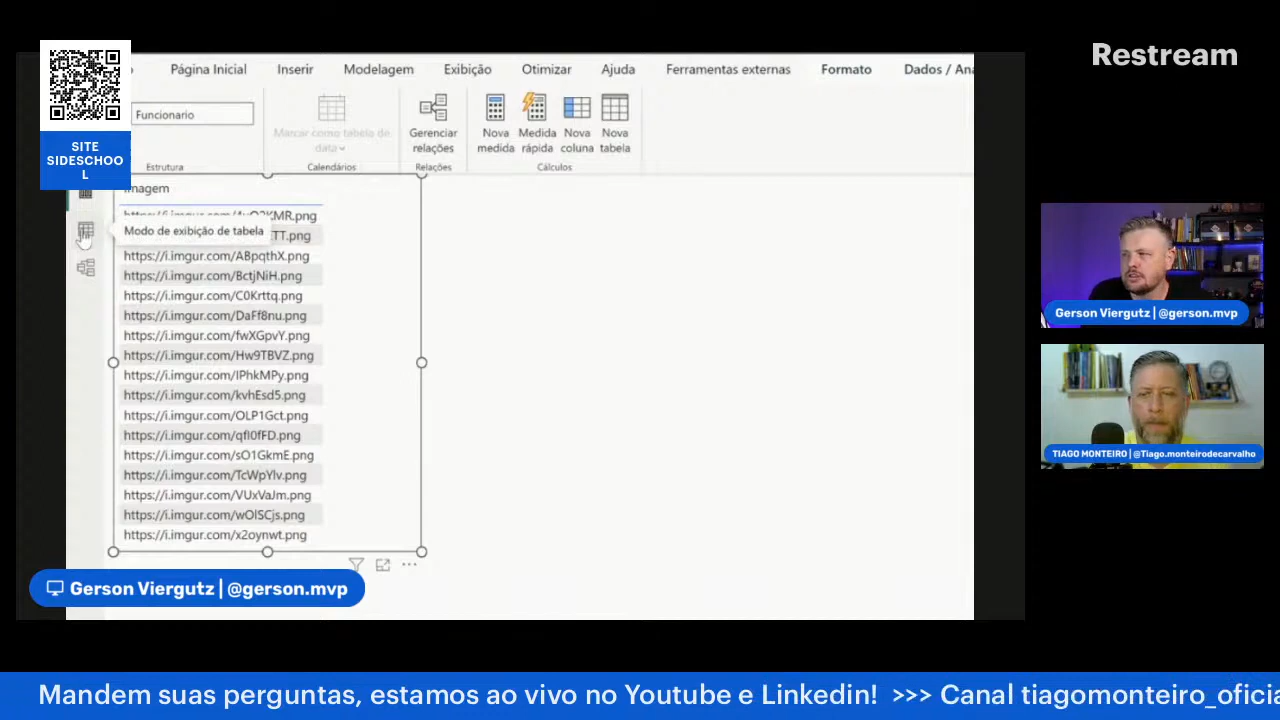 Restream
SITE
SIDESCHOO
L
Página Inicial
Inserir
Modelagem
Exibição
Otimizar
Ajuda
Ferramentas externas
Formato
Dados /
Funcionario
Marcar como tabela de
data
Gerenciar
relações
Nova
medida
Medida
rápida
Nova
coluna
Nova
tabela
Estrutura
Calendários
Relações
Cálculos
Imagem
Modo de exibição de tabela
https://i.imgur.com/ABpqthX.png
https://i.imgur.com/BctjNiH.png
https://i.imgur.com/C0Krttq.png
https://i.imgur.com/DaFf8nu.png
https://i.imgur.com/fwXGpvY.png
https://i.imgur.com/Hw9TBVZ.png
https://i.imgur.com/IPhkMPy.png
https://i.imgur.com/kvhEsd5.png
https://i.imgur.com/OLP1Gct.png
https://i.imgur.com/qfI0fFD.png
https://i.imgur.com/sO1GkmE.png
https://i.imgur.com/TcWpYlv.png
https://i.imgur.com/VUxVaJm.png
https://i.imgur.com/wOlSCjs.png
https://i.imgur.com/x2oynwt.png
Gerson Viergutz | @gerson.mvp
TIAGO MONTEIRO | @Tiago.monteirodecarvalho
Gerson Viergutz | @gerson.mvp
Mandem suas perguntas, estamos ao vivo no Youtube e Linkedin! >>> Canal tiagomonteiro_oficia